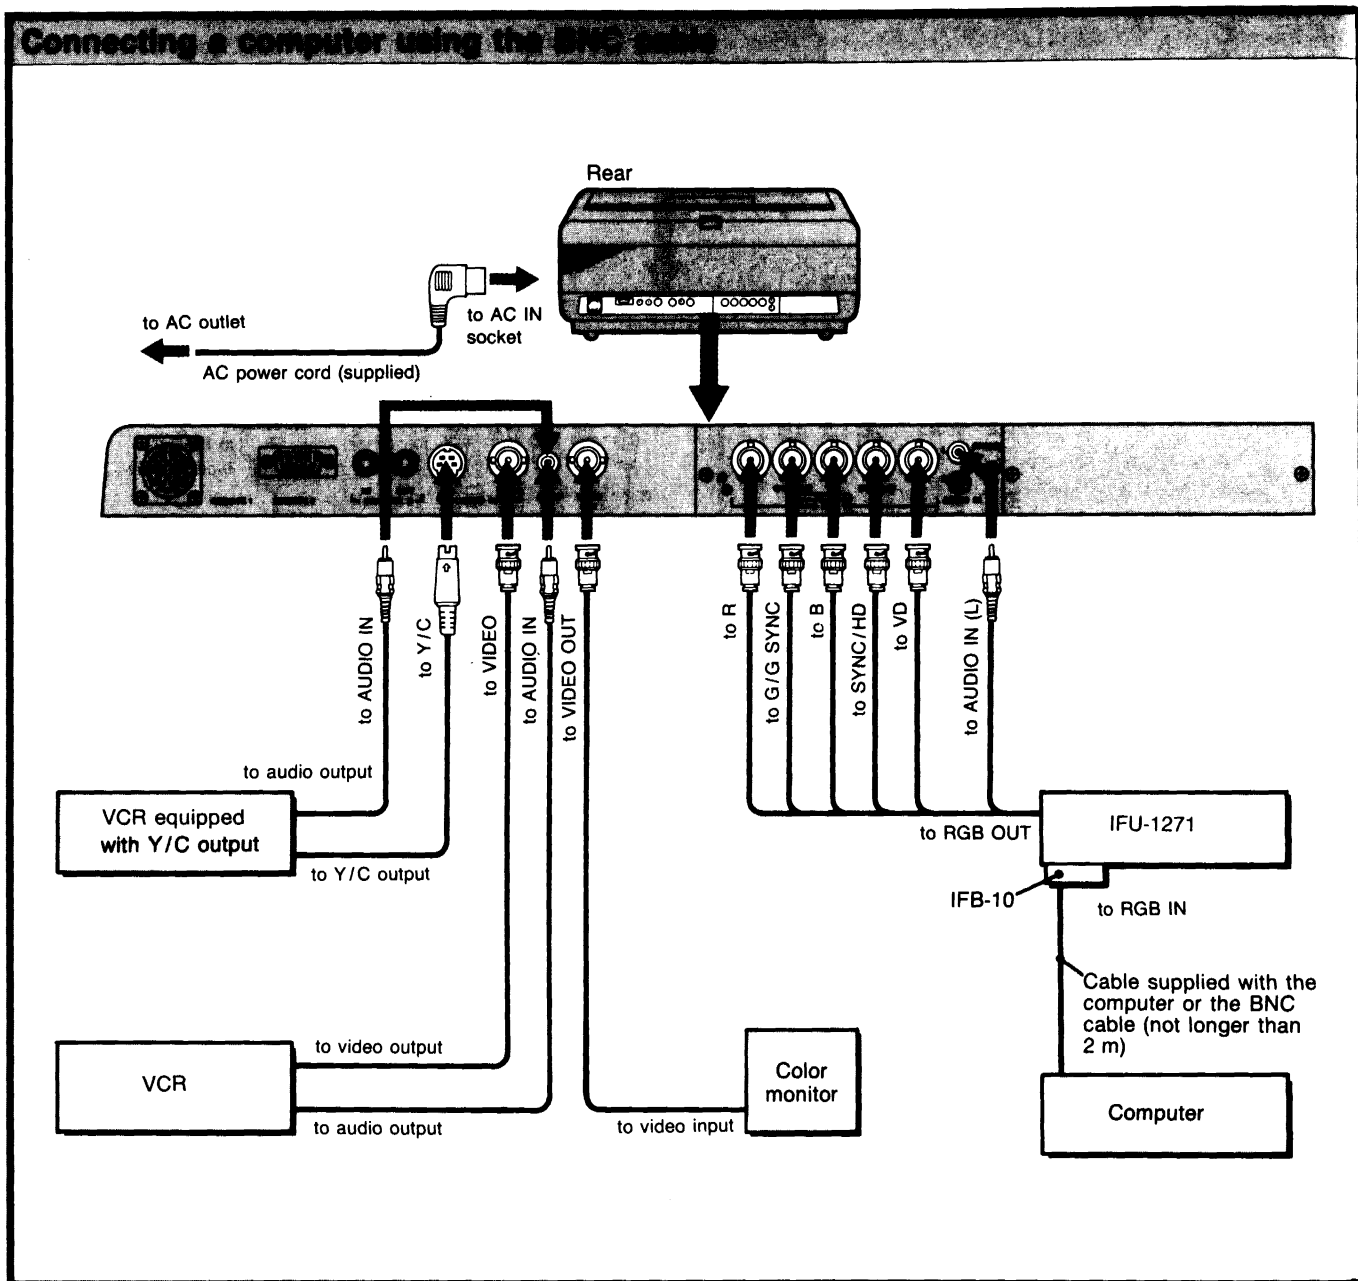 Connecting a computer using the BNC cable
Rear
to AC outlet
to AC IN
socket
AC power cord (supplied)
to AUDIO IN
to Y/C
to VIDEO
to AUDIO IN
to VIDEO OUT
to R
to G/G SYNC
to B
to SYNC/HD
to VD
to AUDIO IN (L)
to audio output
VCR equipped
with Y/C output
to Y/C output
to RGB OUT
IFU-1271
IFB-10
to RGB IN
Cable supplied with the
computer or the BNC
cable (not longer than
2 m)
to video output
VCR
to audio output
Color
monitor
to video input
Computer